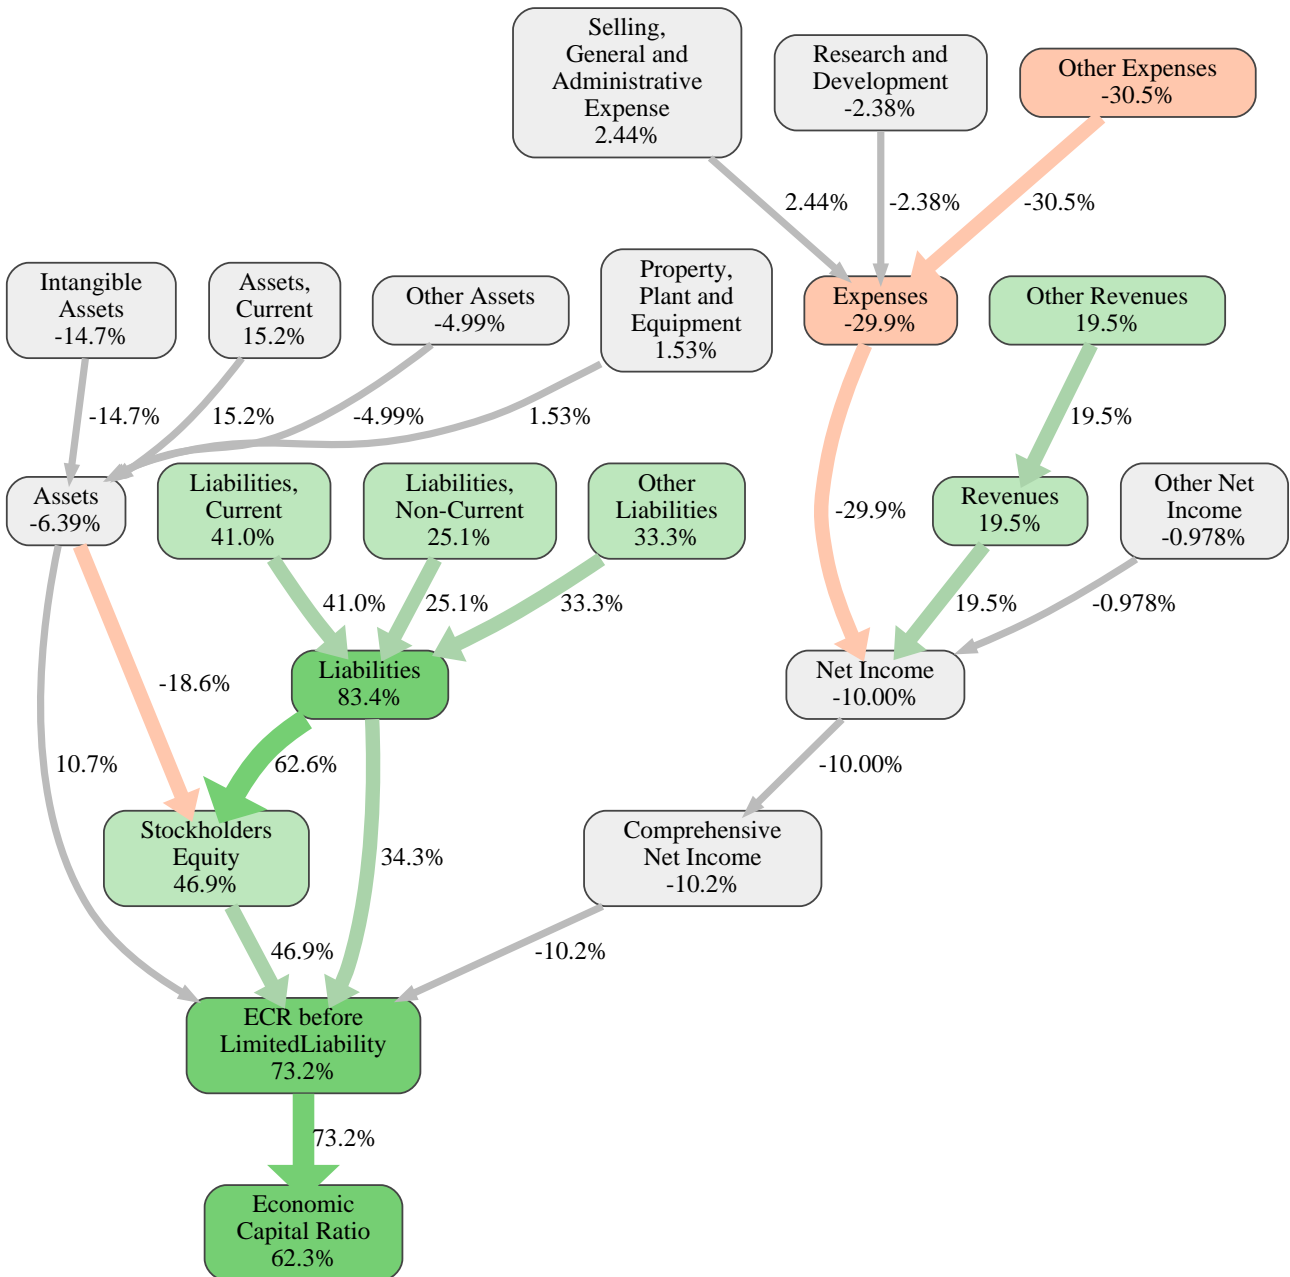 Selling,
General and
Administrative
Expense
2.44%
Research and
Development
-2.38%
Other Expenses
-30.5%
2.44%
-2.38%
-30.5%
Intangible
Assets
-14.7%
Assets,
Current
15.2%
Other Assets
-4.99%
Property,
Plant and
Equipment
1.53%
Expenses
-29.9%
Other Revenues
19.5%
-14.7%
15.2%
-4.99%
1.53%
19.5%
Assets
-6.39%
Liabilities,
Current
41.0%
Liabilities,
Non-Current
25.1%
Other
Liabilities
33.3%
-29.9%
Revenues
19.5%
Other Net
Income
-0.978%
41.0%
25.1%
33.3%
19.5%
-0.978%
-18.6%
Liabilities
83.4%
Net Income
-10.00%
10.7%
62.6%
-10.00%
Stockholders
Equity
46.9%
34.3%
Comprehensive
Net Income
-10.2%
46.9%
-10.2%
ECR before
LimitedLiability
73.2%
73.2%
Economic
Capital Ratio
62.3%